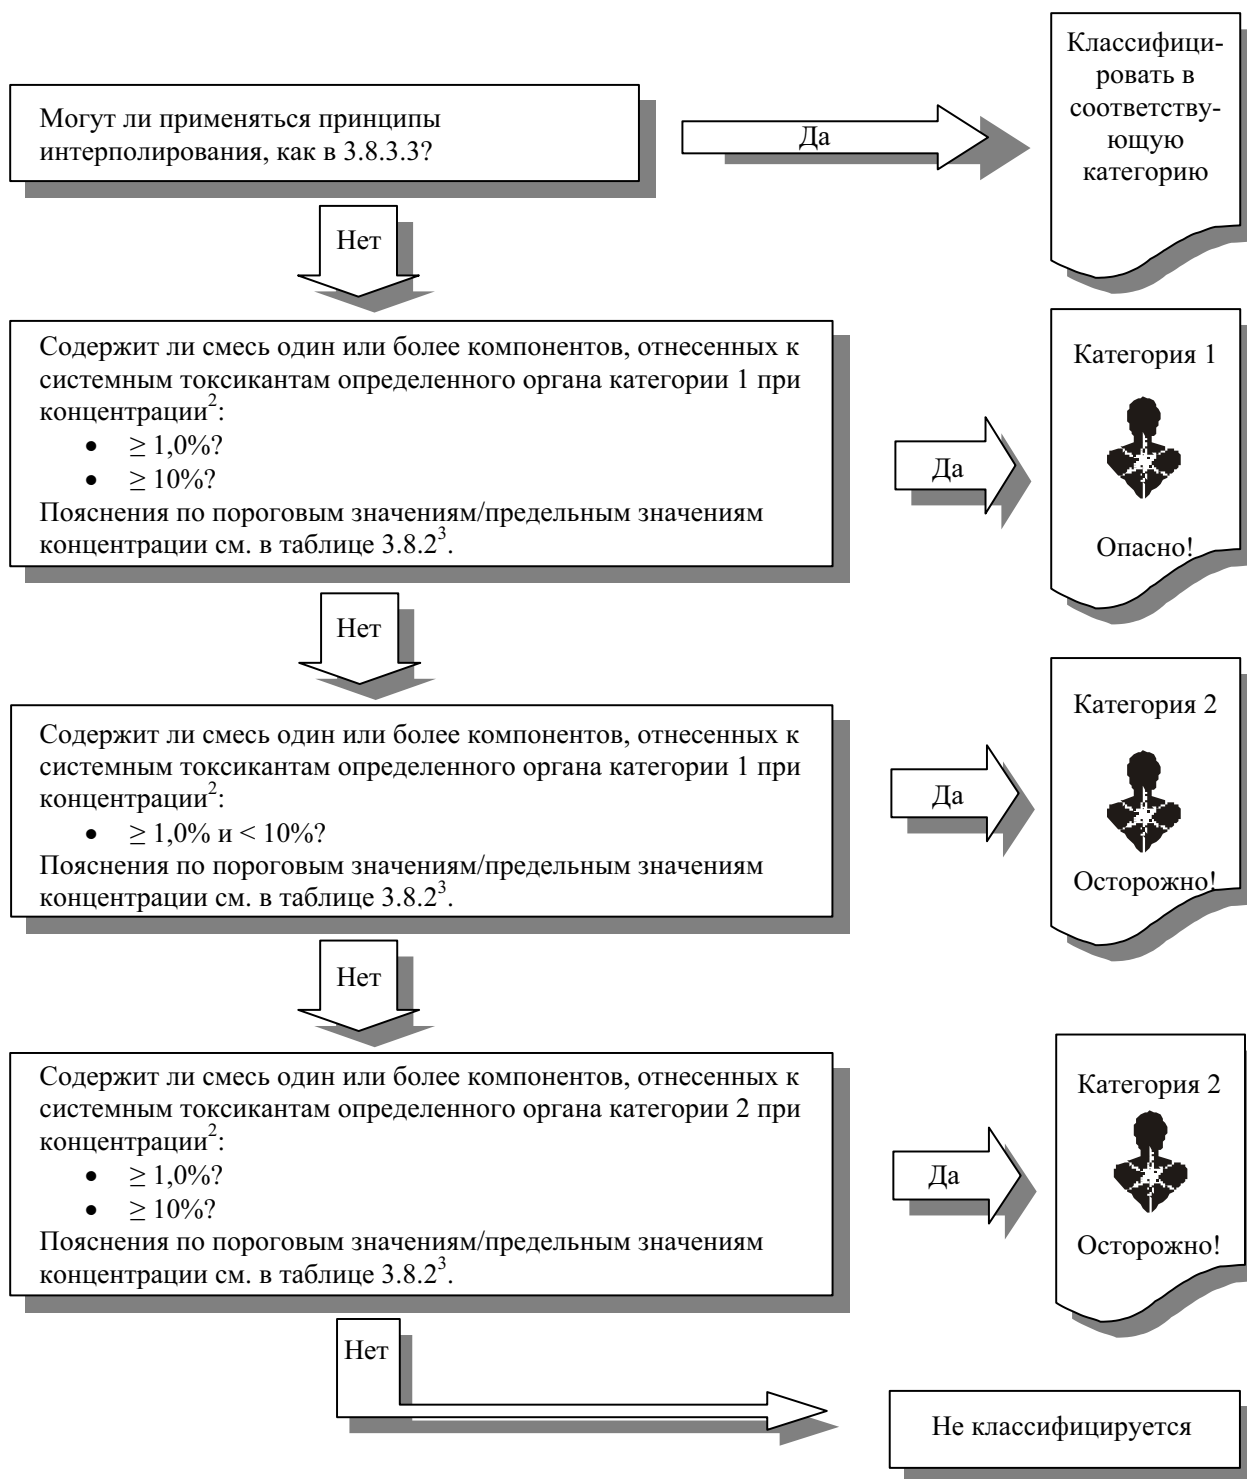 Могут ли применяться принципы
интерполирования, как в 3.8.3.3?
Да
Классифици-
ровать в
соответству-
ющую
категорию
Нет
Содержит ли смесь один или более компонентов, отнесенных к
системным токсикантам определенного органа категории 1 при
концентрации²:
• ≥ 1,0%?
• ≥ 10%?
Пояснения по пороговым значениям/предельным значениям
концентрации см. в таблице 3.8.2³.
Да
Категория 1
Опасно!
Нет
Содержит ли смесь один или более компонентов, отнесенных к
системным токсикантам определенного органа категории 1 при
концентрации²:
• ≥ 1,0% и < 10%?
Пояснения по пороговым значениям/предельным значениям
концентрации см. в таблице 3.8.2³.
Да
Категория 2
Осторожно!
Нет
Содержит ли смесь один или более компонентов, отнесенных к
системным токсикантам определенного органа категории 2 при
концентрации²:
• ≥ 1,0%?
• ≥ 10%?
Пояснения по пороговым значениям/предельным значениям
концентрации см. в таблице 3.8.2³.
Да
Категория 2
Осторожно!
Нет
Не классифицируется